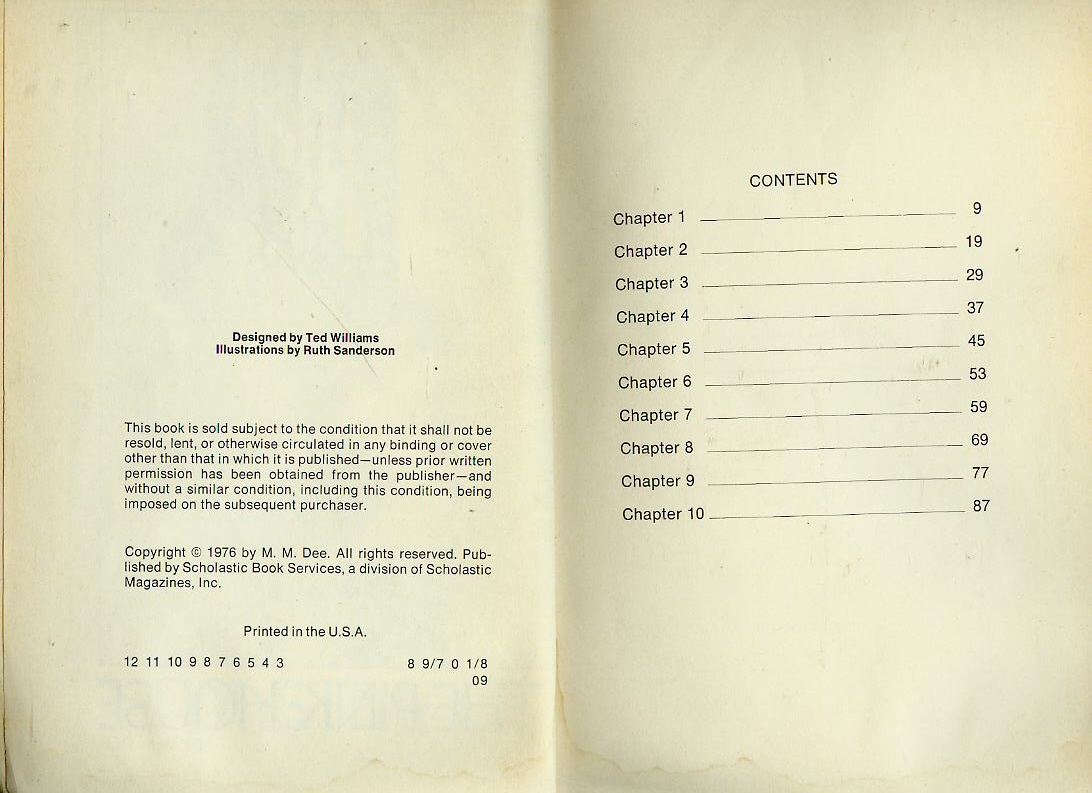 Designed by Ted Williams
Illustrations by Ruth Sanderson
This book is sold subject to the condition that it shall not be
resold, lent, or otherwise circulated in any binding or cover
other than that in which it is published—unless prior written
permission has been obtained from the publisher—and
without a similar condition, including this condition, being
imposed on the subsequent purchaser.
Copyright © 1976 by M. M. Dee. All rights reserved. Pub-
lished by Scholastic Book Services, a division of Scholastic
Magazines, Inc.
Printed in the U.S.A.
12 11 10 9 8 7 6 5 4 3 8 9/7 0 1/8
09
CONTENTS
Chapter 1 9
Chapter 2 19
Chapter 3 29
Chapter 4 37
Chapter 5 45
Chapter 6 53
Chapter 7 59
Chapter 8 69
Chapter 9 77
Chapter 10 87